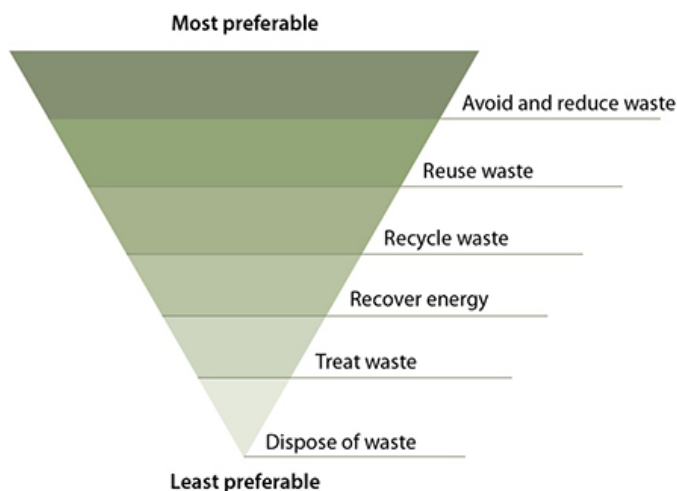 Most preferable
Avoid and reduce waste
Reuse waste
Recycle waste
Recover energy
Treat waste
Dispose of waste
Least preferable